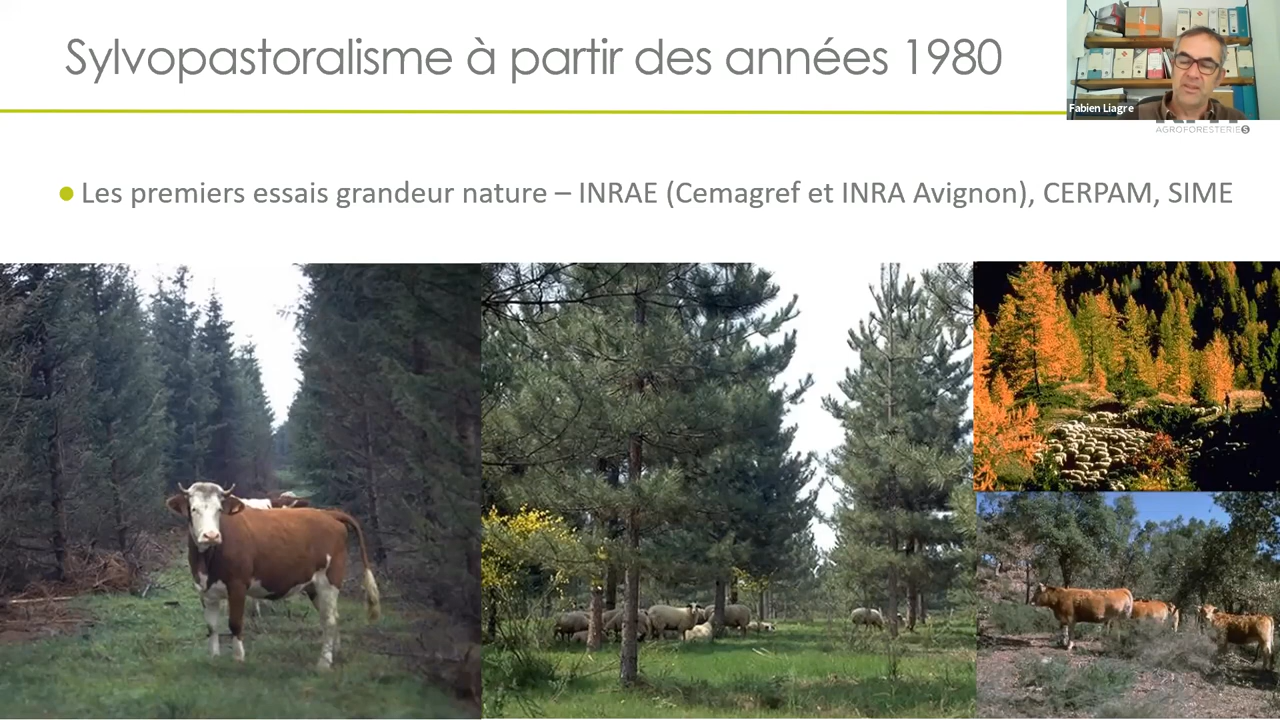 Sylvopastoralisme à partir des années 1980
Fabien Liagre
AGROFORESTERIES
Les premiers essais grandeur nature – INRAE (Cemagref et INRA Avignon), CERPAM, SIME